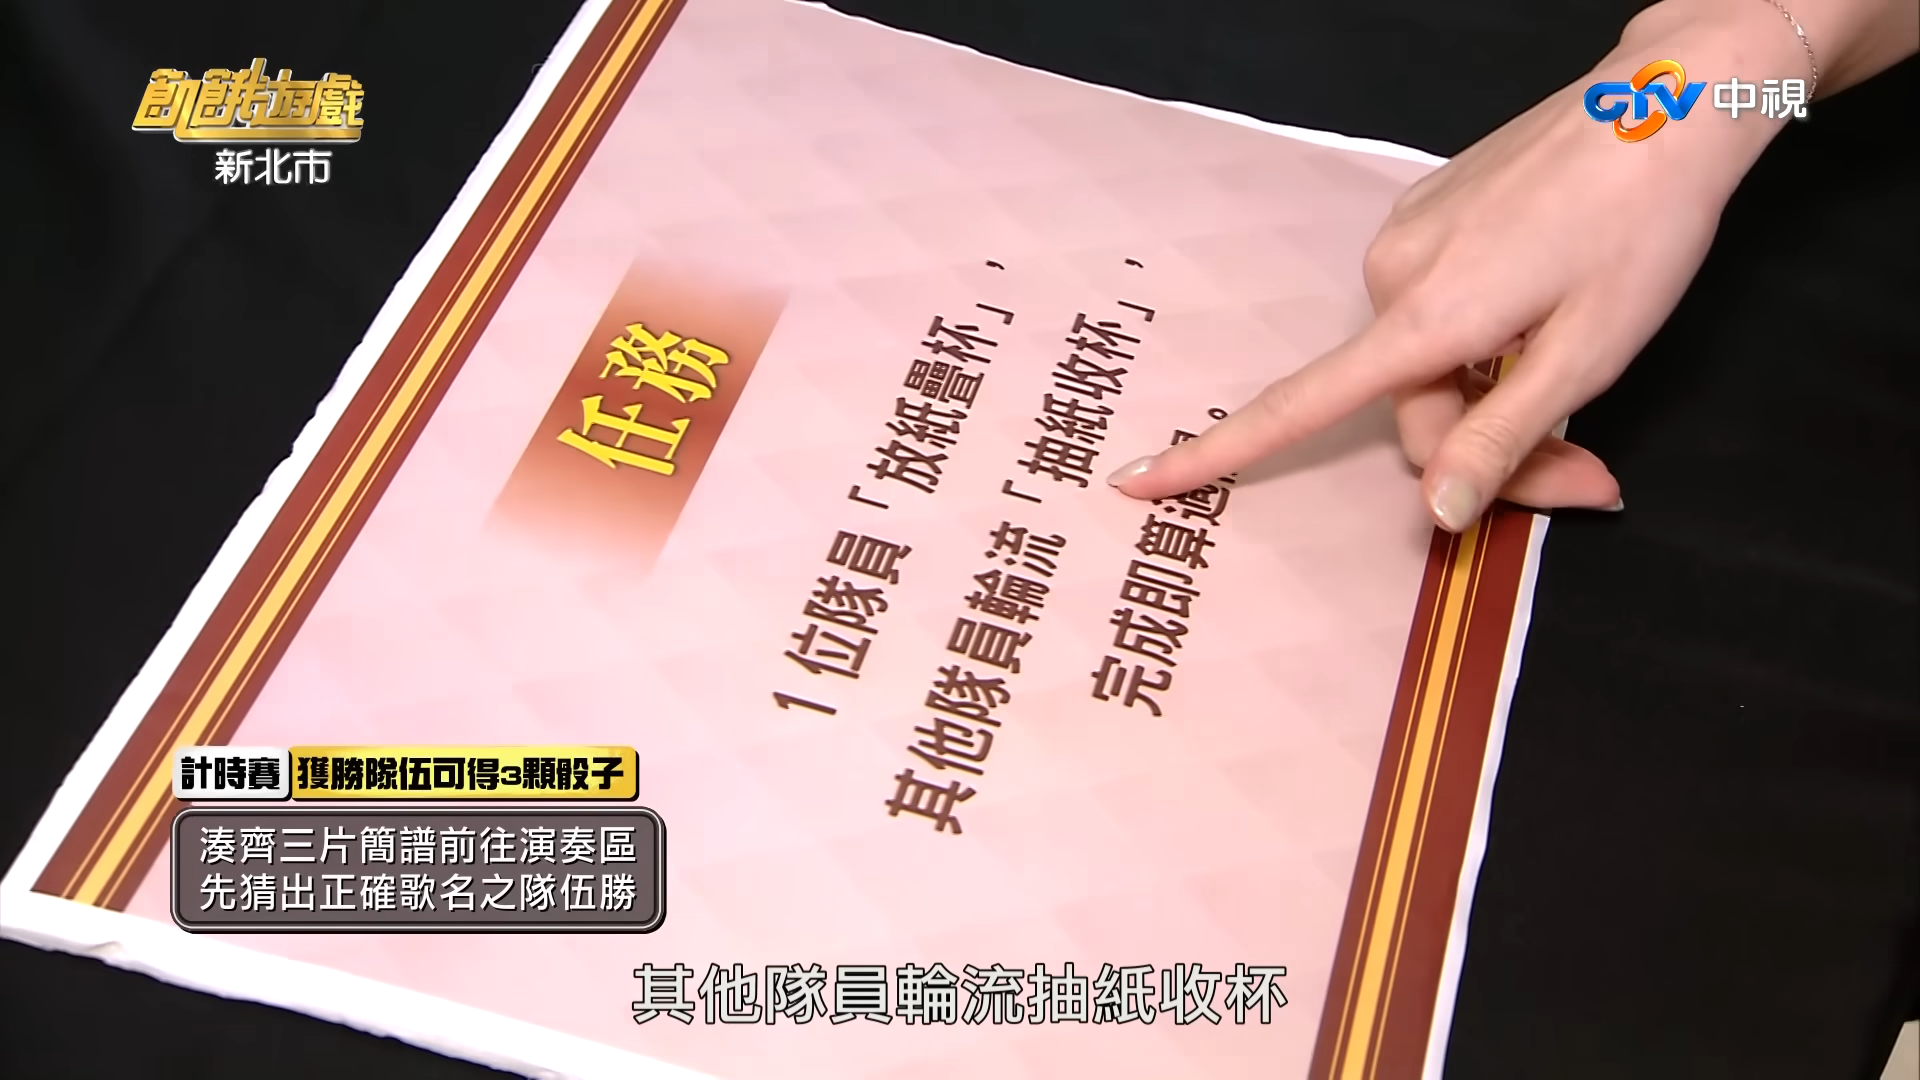 飢餓遊戲
新北市
CTV中視
任務
1位隊員「放紙疊杯」，
其他隊員輪流「抽紙收杯」，
完成即算過。
計時賽 獲勝隊伍可得3顆骰子
湊齊三片簡譜前往演奏區
先猜出正確歌名之隊伍勝
其他隊員輪流抽紙收杯